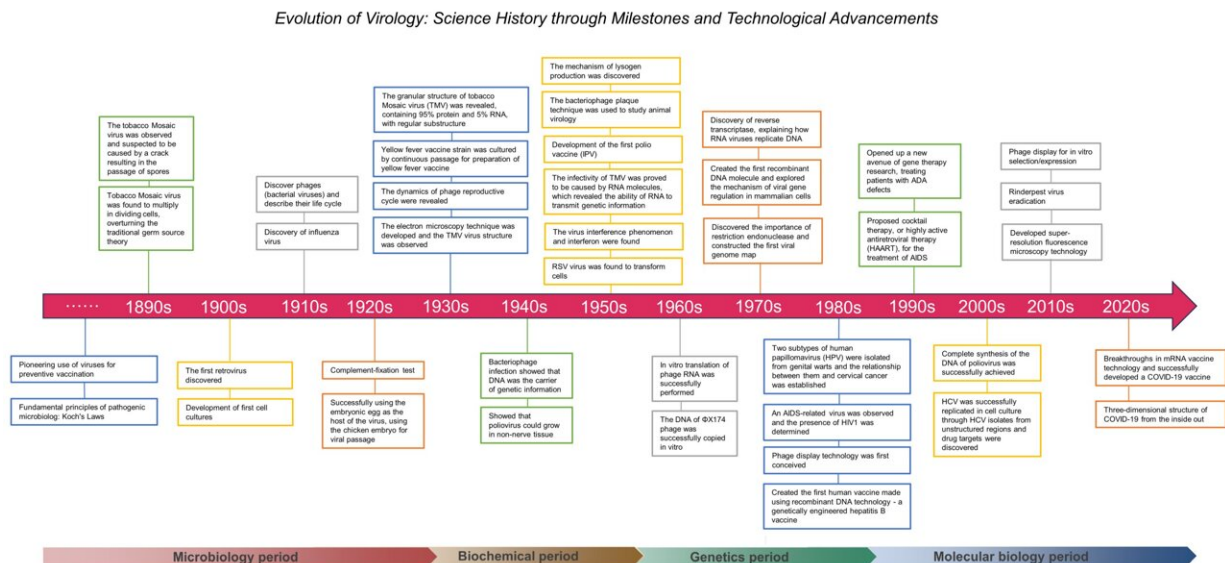 Evolution of Virology: Science History through Milestones and Technological Advancements
The tobacco Mosaic
virus was observed
and suspected to be
caused by a crack
resulting in the
passage of spores
Tobacco Mosaic virus
was found to multiply
in dividing cells,
overturning the
traditional germ source
theory
Discover phages
(bacterial viruses) and
describe their life cycle
Discovery of influenza
virus
The granular structure of tobacco
Mosaic virus (TMV) was revealed,
containing 95% protein and 5% RNA,
with regular substructure
Yellow fever vaccine strain was cultured
by continuous passage for preparation of
yellow fever vaccine
The dynamics of phage reproductive
cycle were revealed
The electron microscopy technique was
developed and the TMV virus structure
was observed
The mechanism of lysogen
production was discovered
The bacteriophage plaque
technique was used to study animal
virology
Development of the first polio
vaccine (IPV)
The infectivity of TMV was
proved to be caused by RNA molecules,
which revealed the ability of RNA to
transmit genetic information
The virus interference phenomenon
and interferon were found
RSV virus was found to transform
cells
Discovery of reverse
transcriptase, explaining how
RNA viruses replicate DNA
Created the first recombinant
DNA molecule and explored
the mechanism of viral gene
regulation in mammalian cells
Discovered the importance of
restriction endonuclease and
constructed the first viral
genome map
Opened up a new
avenue of gene therapy
research, treating
patients with ADA
defects
Proposed cocktail
therapy, or highly active
antiretroviral therapy
(HAART), for the
treatment of AIDS
Phage display for in vitro
selection/expression
Rinderpest virus
eradication
Developed super-
resolution fluorescence
microscopy technology
......
1890s
1900s
1910s
1920s
1930s
1940s
1950s
1960s
1970s
1980s
1990s
2000s
2010s
2020s
Pioneering use of viruses for
preventive vaccination
Fundamental principles of pathogenic
microbiolog: Koch's Laws
The first retrovirus
discovered
Development of first cell
cultures
Complement-fixation test
Successfully using the
embryonic egg as the
host of the virus, using
the chicken embryo for
viral passage
Bacteriophage
infection showed that
DNA was the carrier
of genetic information
Showed that
poliovirus could grow
in non-nerve tissue
In vitro translation of
phage RNA was
successfully
performed
The DNA of ΦX174
phage was
successfully copied in
vitro
Two subtypes of human
papillomavirus (HPV) were isolated
from genital warts and the relationship
between them and cervical cancer was
established
An AIDS-related virus was observed
and the presence of HIV1 was
determined
Phage display technology was first
conceived
Created the first human vaccine made
using recombinant DNA technology - a
genetically engineered hepatitis B
vaccine
Complete synthesis of the
DNA of poliovirus was
successfully achieved
HCV was successfully
replicated in cell culture
through HCV isolates from
unstructured regions and
drug targets were
discovered
Breakthroughs in mRNA vaccine
technology and successfully
developed a COVID-19 vaccine
Three-dimensional structure of
COVID-19 from the inside out
Microbiology period
Biochemical period
Genetics period
Molecular biology period